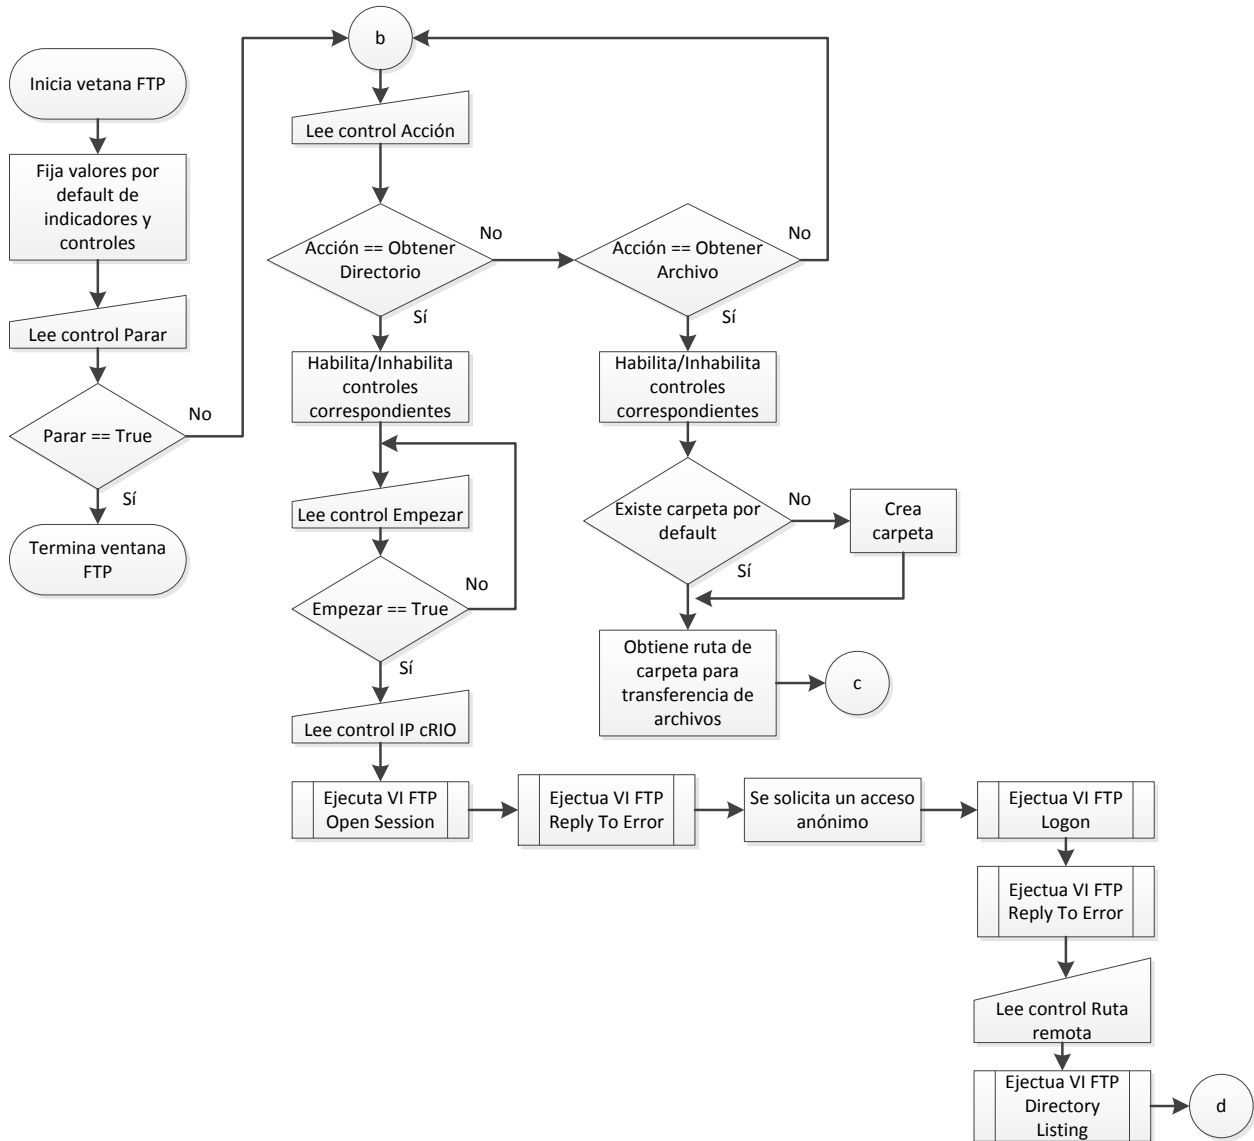 Inicia vetana FTP
Fija valores por
default de
indicadores y
controles
Lee control Parar
Parar == True
No
Sí
Termina ventana
FTP
b
Lee control Acción
Acción == Obtener
Directorio
No
Sí
Habilita/Inhabilita
controles
correspondientes
Lee control Empezar
Empezar == True
No
Sí
Lee control IP cRIO
Ejecuta VI FTP
Open Session
Acción == Obtener
Archivo
No
Sí
Habilita/Inhabilita
controles
correspondientes
Existe carpeta por
default
No
Crea
carpeta
Sí
Obtiene ruta de
carpeta para
transferencia de
archivos
c
Ejectua VI FTP
Reply To Error
Se solicita un acceso
anónimo
Ejectua VI FTP
Logon
Ejectua VI FTP
Reply To Error
Lee control Ruta
remota
Ejectua VI FTP
Directory
Listing
d